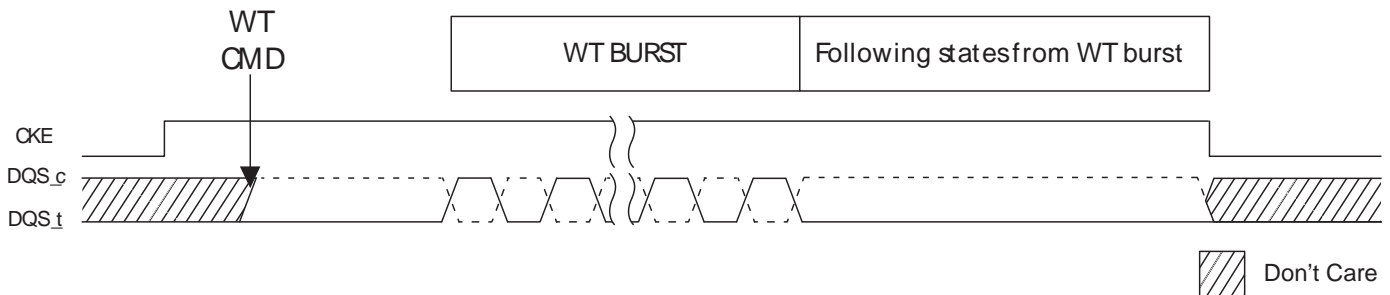 WT
CMD
WT BURST
Following states from WT burst
CKE
DQS_c
DQS_t
Don't Care